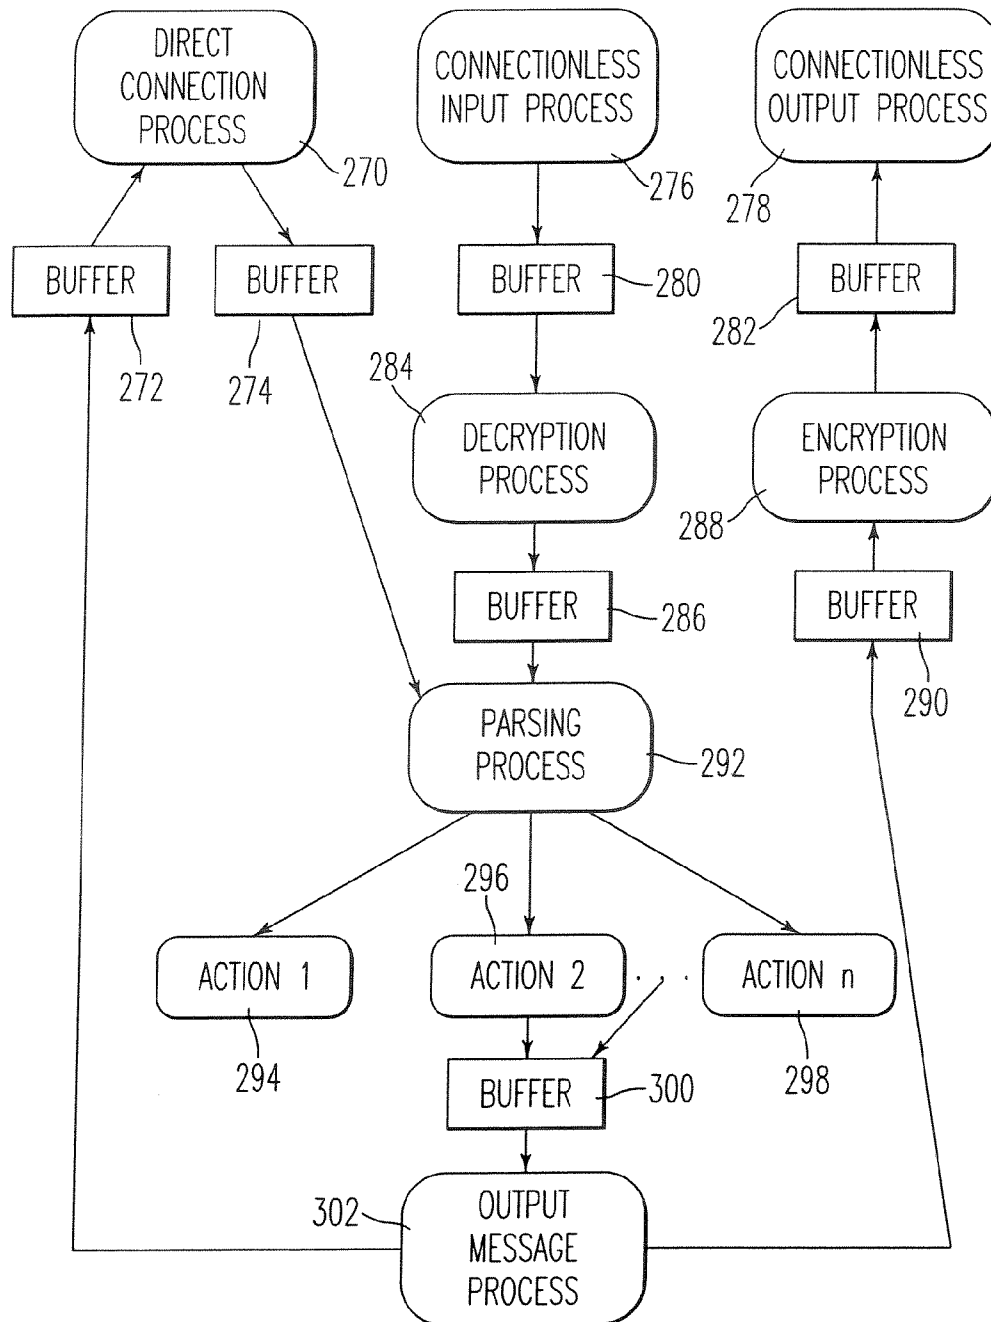 DIRECT
CONNECTION
PROCESS
270
CONNECTIONLESS
INPUT PROCESS
276
CONNECTIONLESS
OUTPUT PROCESS
278
BUFFER
272
BUFFER
274
BUFFER
280
BUFFER
282
284
DECRYPTION
PROCESS
ENCRYPTION
PROCESS
288
BUFFER
286
BUFFER
290
PARSING
PROCESS
292
296
ACTION 1
294
ACTION 2
. . .
ACTION n
298
BUFFER
300
302
OUTPUT
MESSAGE
PROCESS